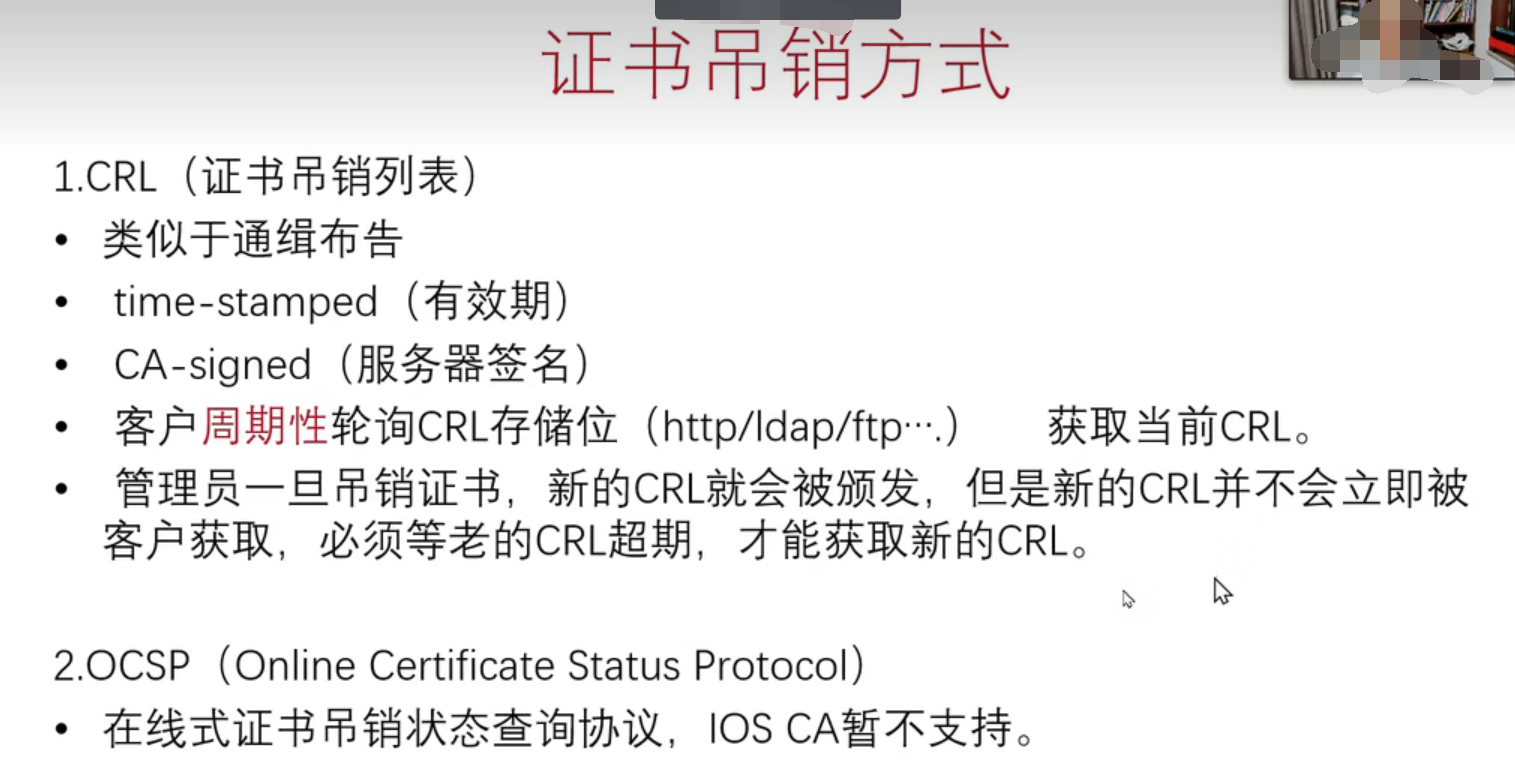 证书吊销方式
1.CRL（证书吊销列表）
• 类似于通缉布告
• time-stamped（有效期）
• CA-signed（服务器签名）
• 客户周期性轮询CRL存储位（http/ldap/ftp….） 获取当前CRL。
• 管理员一旦吊销证书，新的CRL就会被颁发，但是新的CRL并不会立即被
客户获取，必须等老的CRL超期，才能获取新的CRL。
2.OCSP（Online Certificate Status Protocol）
• 在线式证书吊销状态查询协议，IOS CA暂不支持。